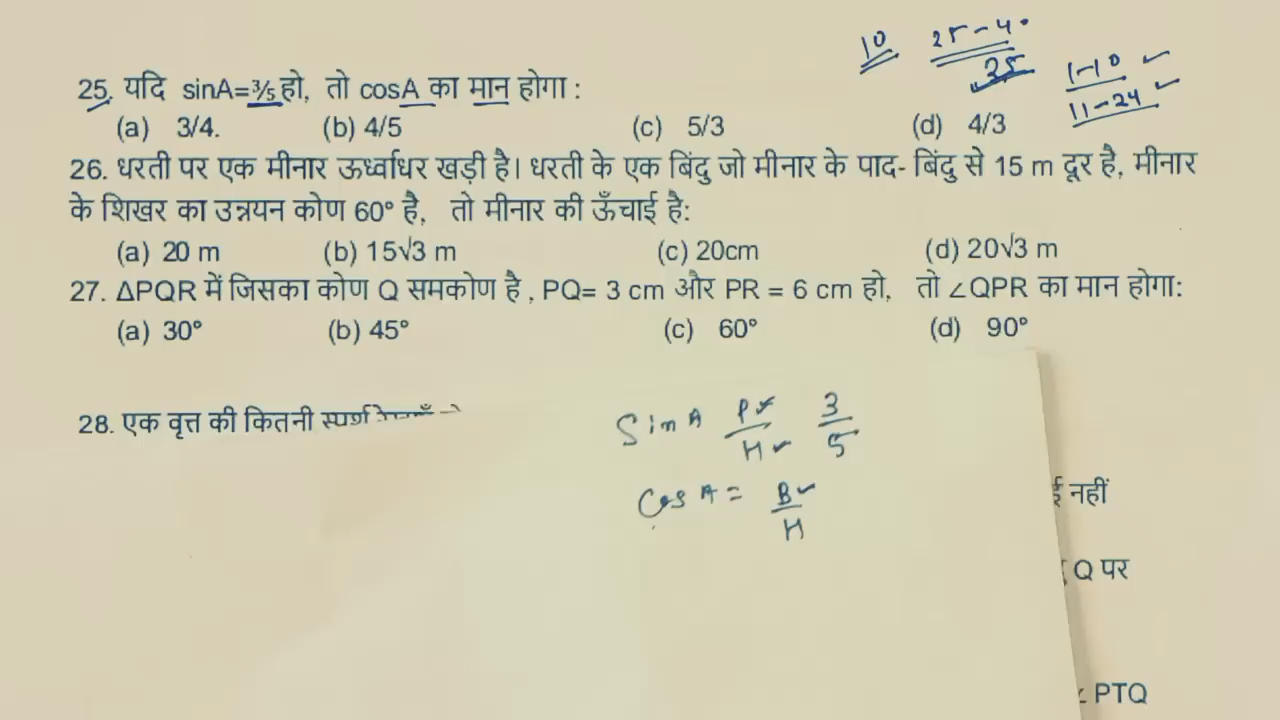 10 25-40
35
1-10
11-24
25. यदि sinA=3/5 हो, तो cosA का मान होगा :
(a) 3/4. (b) 4/5 (c) 5/3 (d) 4/3
26. धरती पर एक मीनार ऊर्ध्वाधर खड़ी है। धरती के एक बिंदु जो मीनार के पाद- बिंदु से 15 m दूर है, मीनार
के शिखर का उन्नयन कोण 60° है, तो मीनार की ऊँचाई है:
(a) 20 m (b) 15√3 m (c) 20cm (d) 20√3 m
27. ΔPQR में जिसका कोण Q समकोण है , PQ= 3 cm और PR = 6 cm हो, तो ∠QPR का मान होगा:
(a) 30° (b) 45° (c) 60° (d) 90°
28. एक वृत्त की कितनी
Sin A P/H 3/5
Cos A = B/H
नहीं
Q पर
∠ PTQ